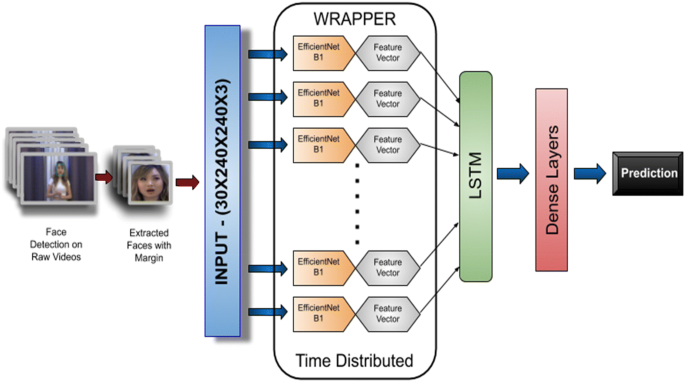 WRAPPER
EfficientNet
B1
Feature
Vector
EfficientNet
B1
Feature
Vector
EfficientNet
B1
Feature
Vector
EfficientNet
B1
Feature
Vector
EfficientNet
B1
Feature
Vector
Time Distributed
Face
Detection on
Raw Videos
Extracted
Faces with
Margin
INPUT - (30X240X240X3)
LSTM
Dense Layers
Prediction